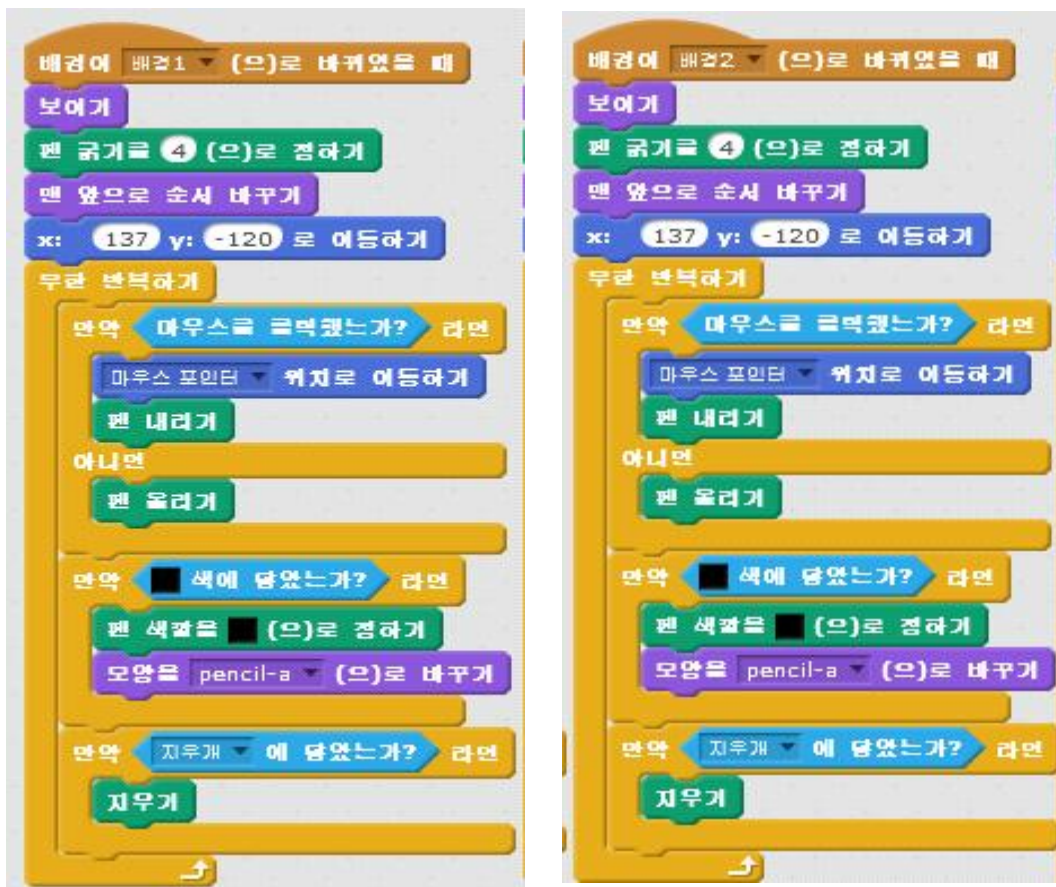 배경이 배경1 (으)로 바뀌었을 때
보이기
펜 굵기를 4 (으)로 정하기
맨 앞으로 순서 바꾸기
x: 137 y: -120 로 이동하기
무한 반복하기
만약 마우스를 클릭했는가? 라면
마우스 포인터 위치로 이동하기
펜 내리기
아니면
펜 올리기
만약 색에 닿았는가? 라면
펜 색깔을 (으)로 정하기
모양을 pencil-a (으)로 바꾸기
만약 지우개 에 닿았는가? 라면
지우기
배경이 배경2 (으)로 바뀌었을 때
보이기
펜 굵기를 4 (으)로 정하기
맨 앞으로 순서 바꾸기
x: 137 y: -120 로 이동하기
무한 반복하기
만약 마우스를 클릭했는가? 라면
마우스 포인터 위치로 이동하기
펜 내리기
아니면
펜 올리기
만약 색에 닿았는가? 라면
펜 색깔을 (으)로 정하기
모양을 pencil-a (으)로 바꾸기
만약 지우개 에 닿았는가? 라면
지우기